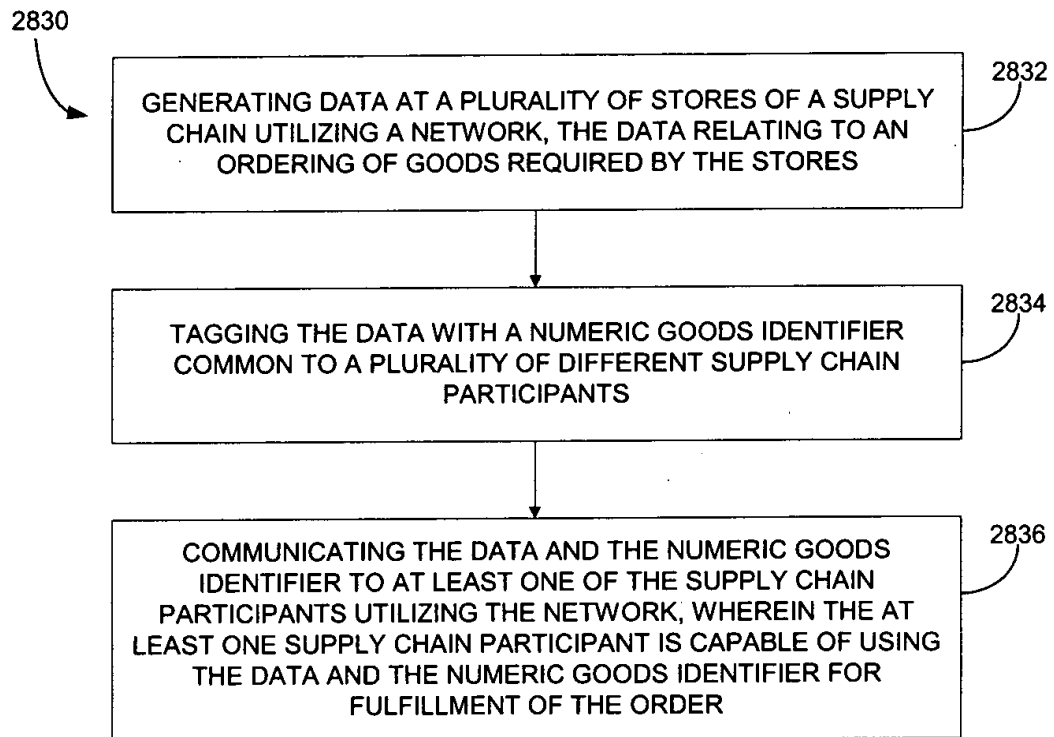 2830
2832
GENERATING DATA AT A PLURALITY OF STORES OF A SUPPLY
CHAIN UTILIZING A NETWORK, THE DATA RELATING TO AN
ORDERING OF GOODS REQUIRED BY THE STORES
2834
TAGGING THE DATA WITH A NUMERIC GOODS IDENTIFIER
COMMON TO A PLURALITY OF DIFFERENT SUPPLY CHAIN
PARTICIPANTS
2836
COMMUNICATING THE DATA AND THE NUMERIC GOODS
IDENTIFIER TO AT LEAST ONE OF THE SUPPLY CHAIN
PARTICIPANTS UTILIZING THE NETWORK, WHEREIN THE AT
LEAST ONE SUPPLY CHAIN PARTICIPANT IS CAPABLE OF USING
THE DATA AND THE NUMERIC GOODS IDENTIFIER FOR
FULFILLMENT OF THE ORDER